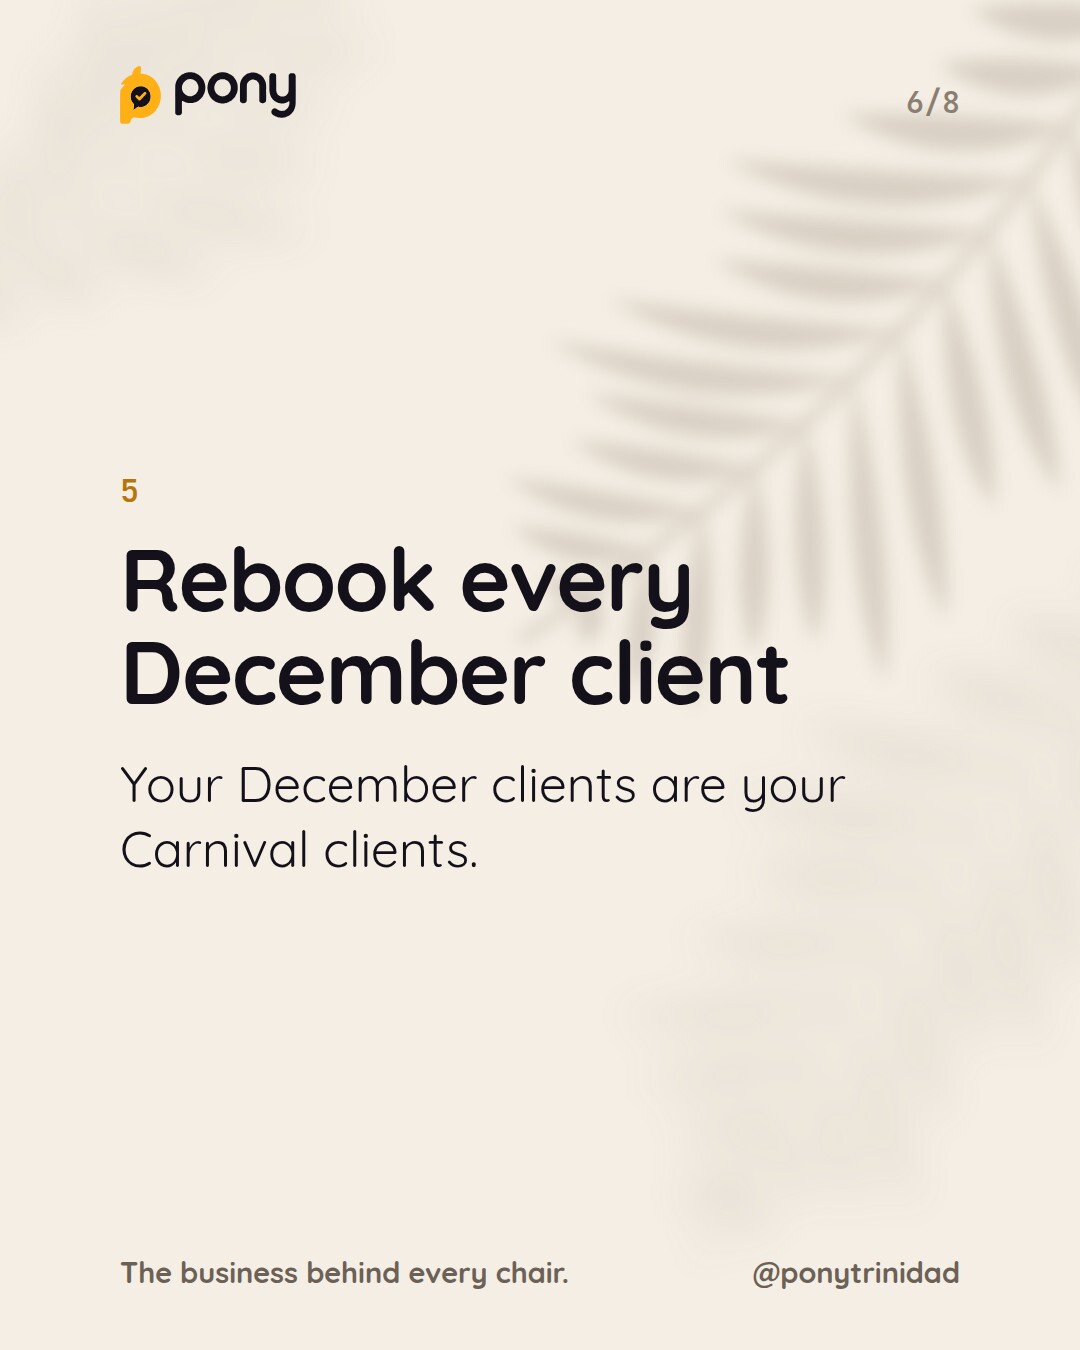 pony
6/8
5
Rebook every
December client
Your December clients are your
Carnival clients.
The business behind every chair.
@ponytrinidad